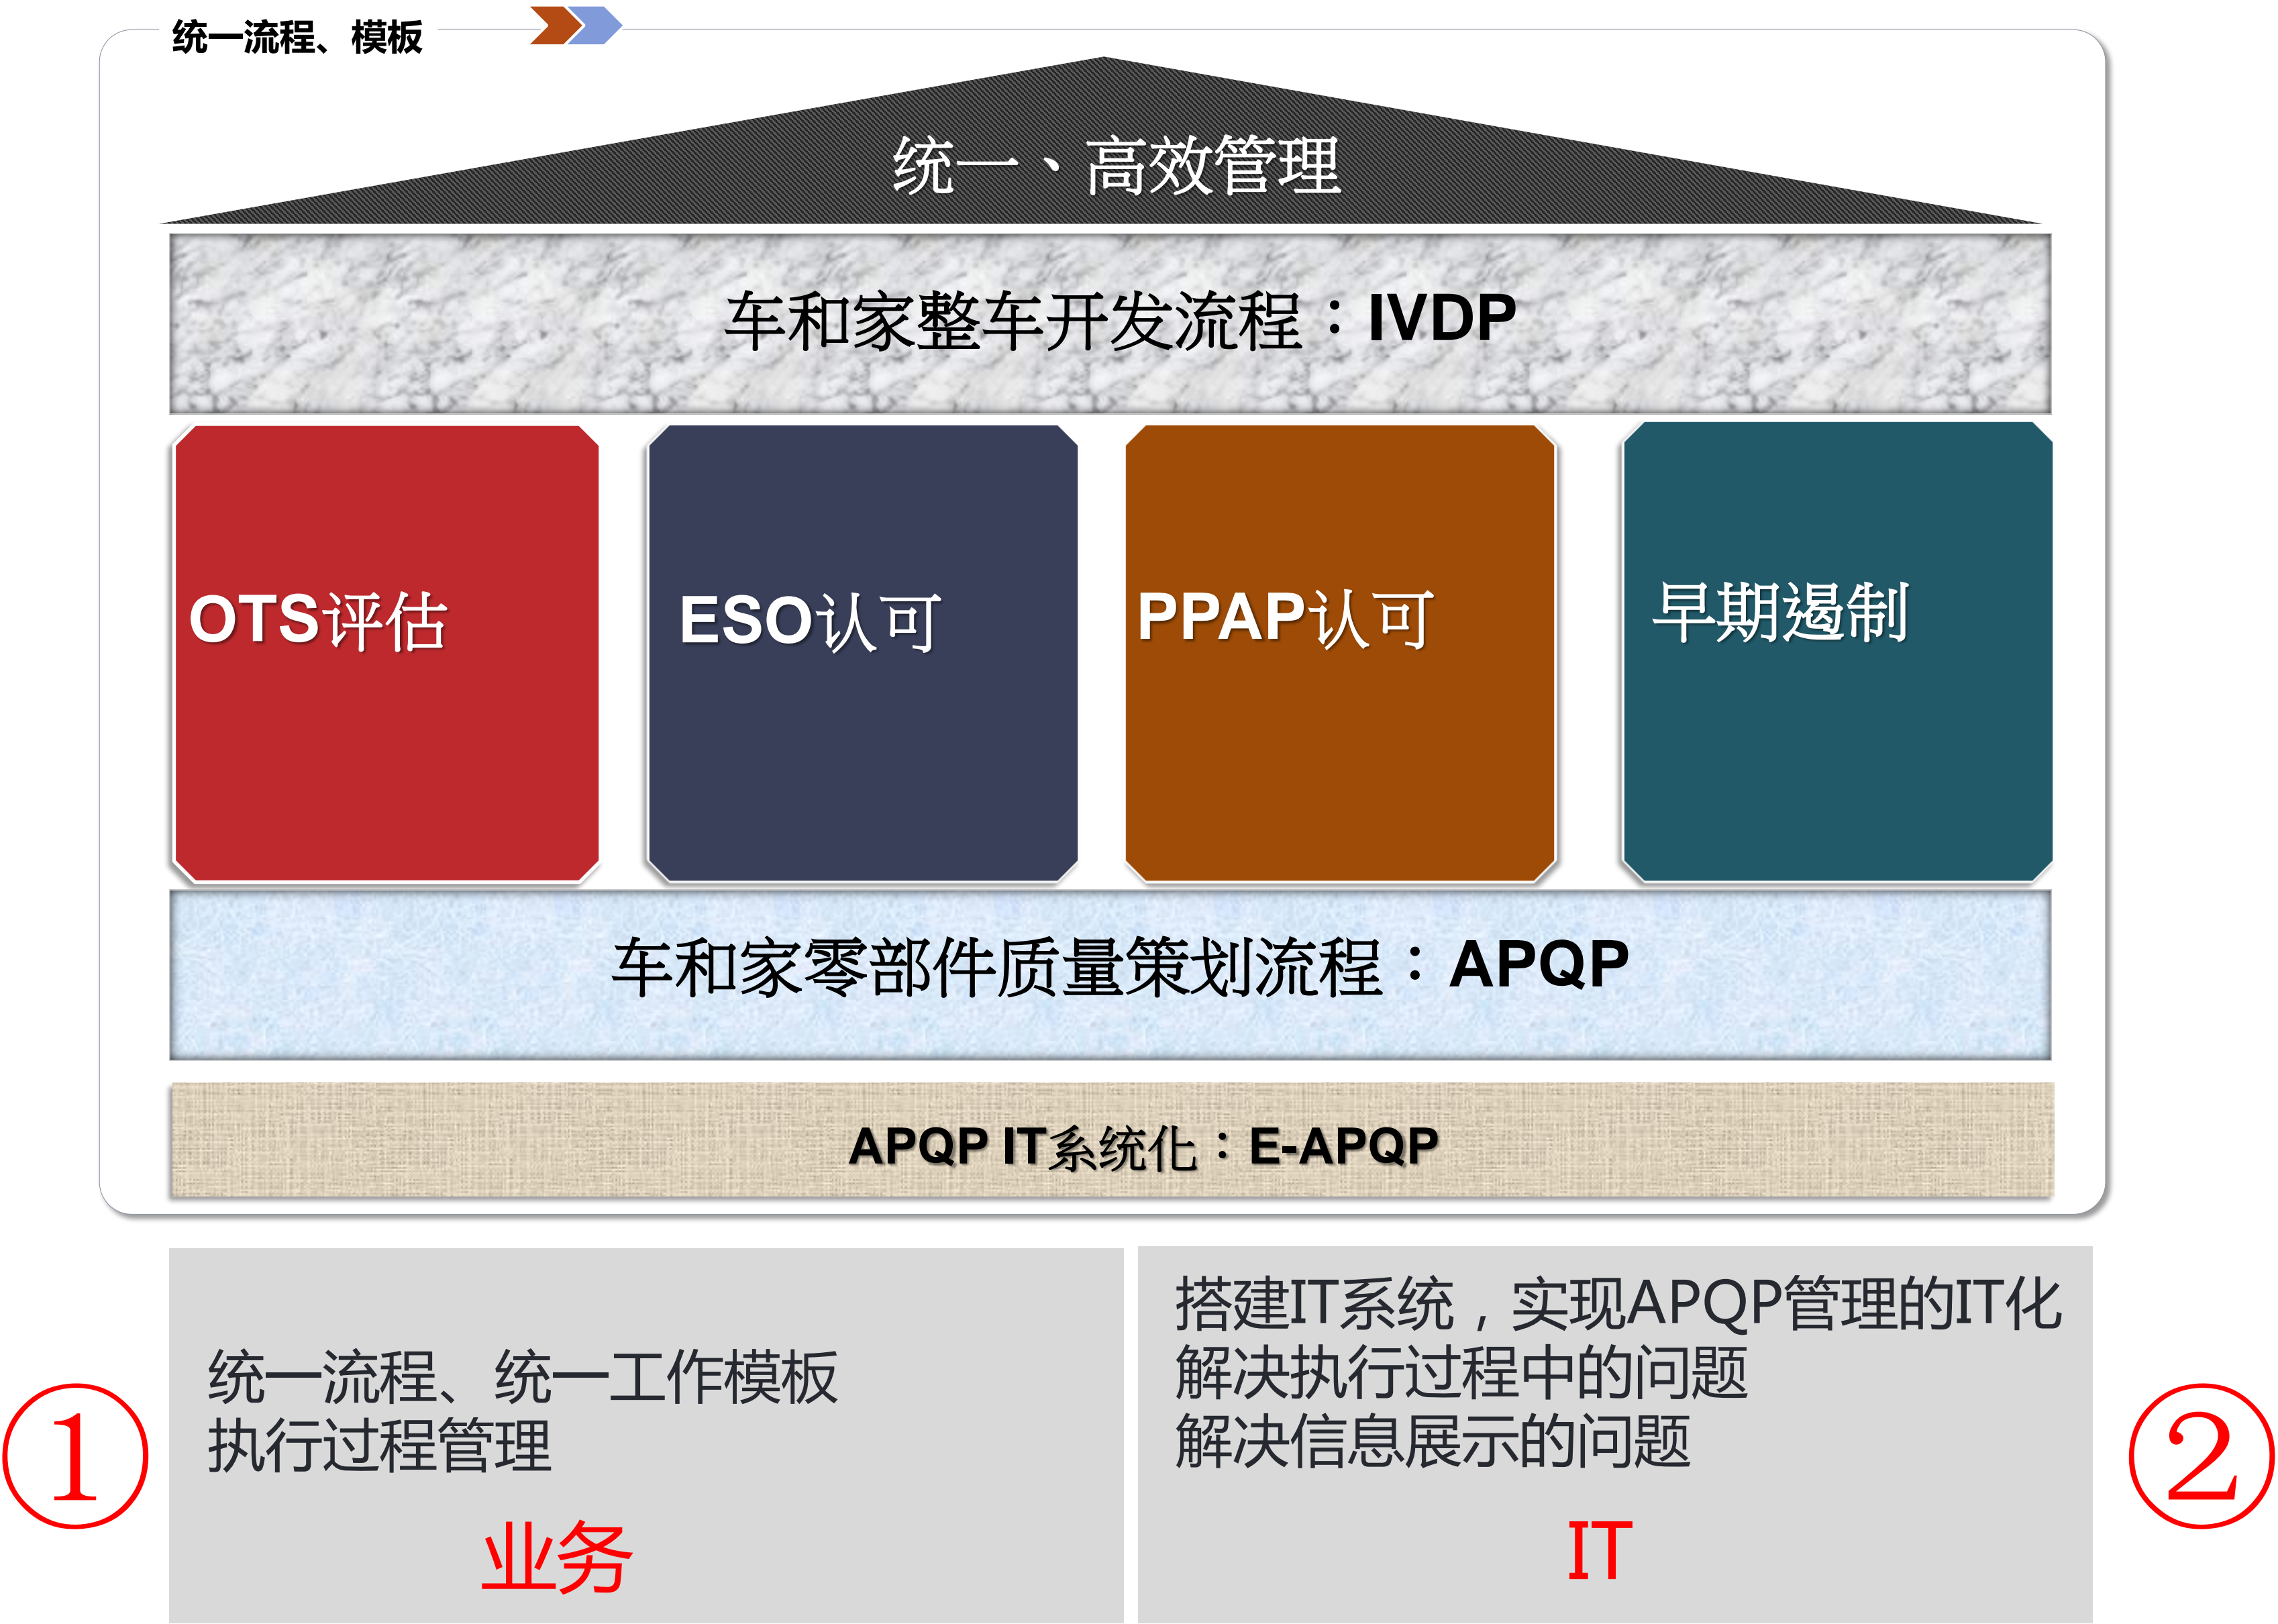 统一流程、模板
统一、高效管理
车和家整车开发流程：IVDP
OTS评估
ESO认可
PPAP认可
早期遏制
车和家零部件质量策划流程：APQP
APQP IT系统化：E-APQP
①
统一流程、统一工作模板
执行过程管理
业务
搭建IT系统，实现APQP管理的IT化
解决执行过程中的问题
解决信息展示的问题
IT
②